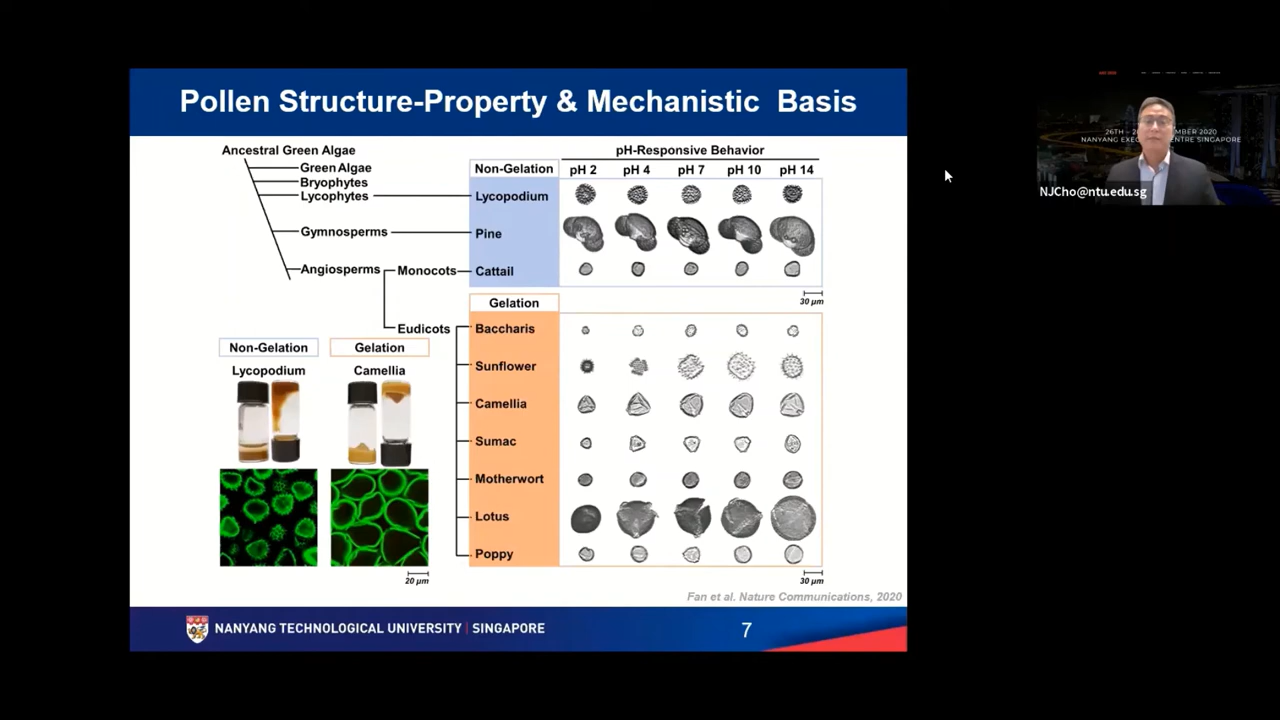 Pollen Structure-Property & Mechanistic Basis
Ancestral Green Algae
Green Algae
Bryophytes
Lycophytes
Gymnosperms
Angiosperms
Monocots
Eudicots
pH-Responsive Behavior
Non-Gelation
pH 2
pH 4
pH 7
pH 10
pH 14
Lycopodium
Pine
Cattail
30 µm
Gelation
Baccharis
Sunflower
Camellia
Sumac
Motherwort
Lotus
Poppy
30 µm
Non-Gelation
Gelation
Lycopodium
Camellia
20 µm
Fan et al. Nature Communications, 2020
NANYANG TECHNOLOGICAL UNIVERSITY | SINGAPORE
7
NJCho@ntu.edu.sg